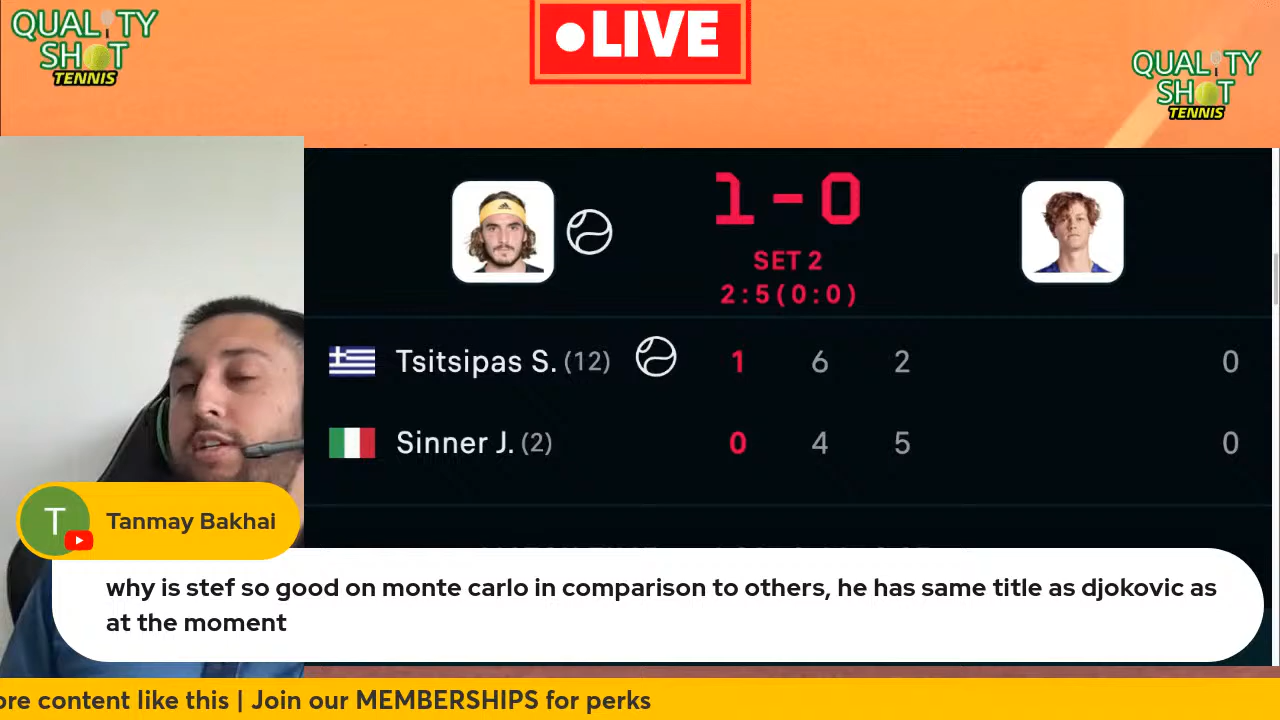 QUALITY
SHOT
TENNIS
LIVE
QUALITY
SHOT
TENNIS
1-0
SET 2
2:5(0:0)
Tsitsipas S. (12) 1 6 2 0
Sinner J. (2) 0 4 5 0
T
Tanmay Bakhai
why is stef so good on monte carlo in comparison to others, he has same title as djokovic as
at the moment
ore content like this | Join our MEMBERSHIPS for perks